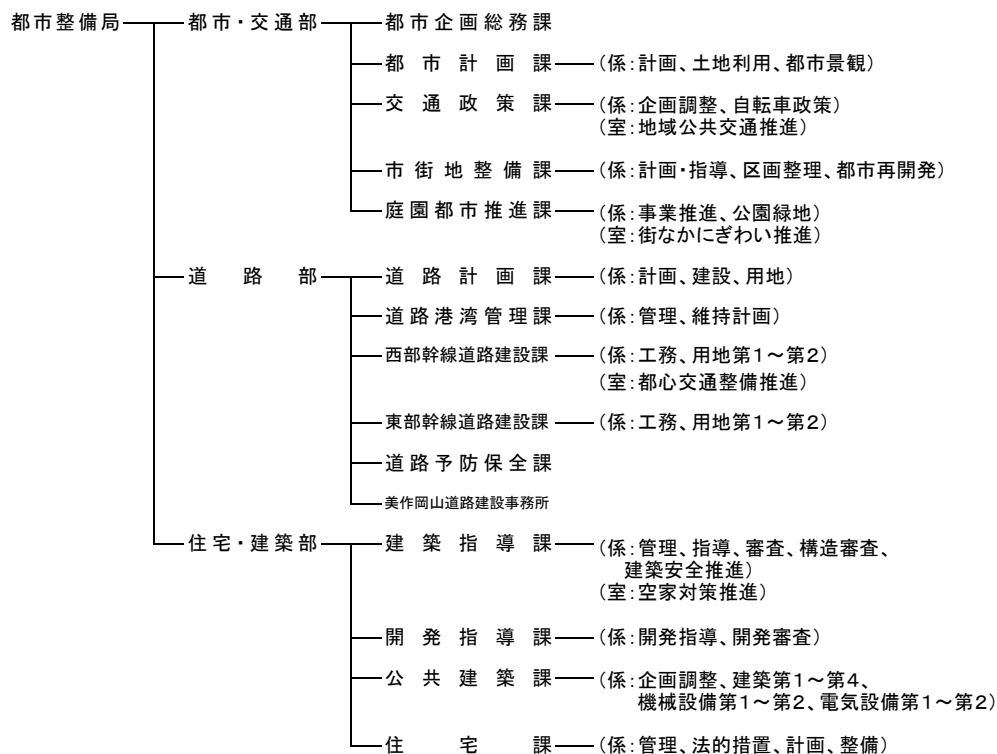 都市整備局 都市・交通部 都市企画総務課
都市計画課 (係:計画、土地利用、都市景観)
交通政策課 (係:企画調整、自転車政策)
(室:地域公共交通推進)
市街地整備課 (係:計画・指導、区画整理、都市再開発)
庭園都市推進課 (係:事業推進、公園緑地)
(室:街なかにぎわい推進)
道路部 道路計画課 (係:計画、建設、用地)
道路港湾管理課 (係:管理、維持計画)
西部幹線道路建設課 (係:工務、用地第1～第2)
(室:都心交通整備推進)
東部幹線道路建設課 (係:工務、用地第1～第2)
道路予防保全課
美作岡山道路建設事務所
住宅・建築部 建築指導課 (係:管理、指導、審査、構造審査、
建築安全推進)
(室:空家対策推進)
開発指導課 (係:開発指導、開発審査)
公共建築課 (係:企画調整、建築第1～第4、
機械設備第1～第2、電気設備第1～第2)
住宅課 (係:管理、法的措置、計画、整備)